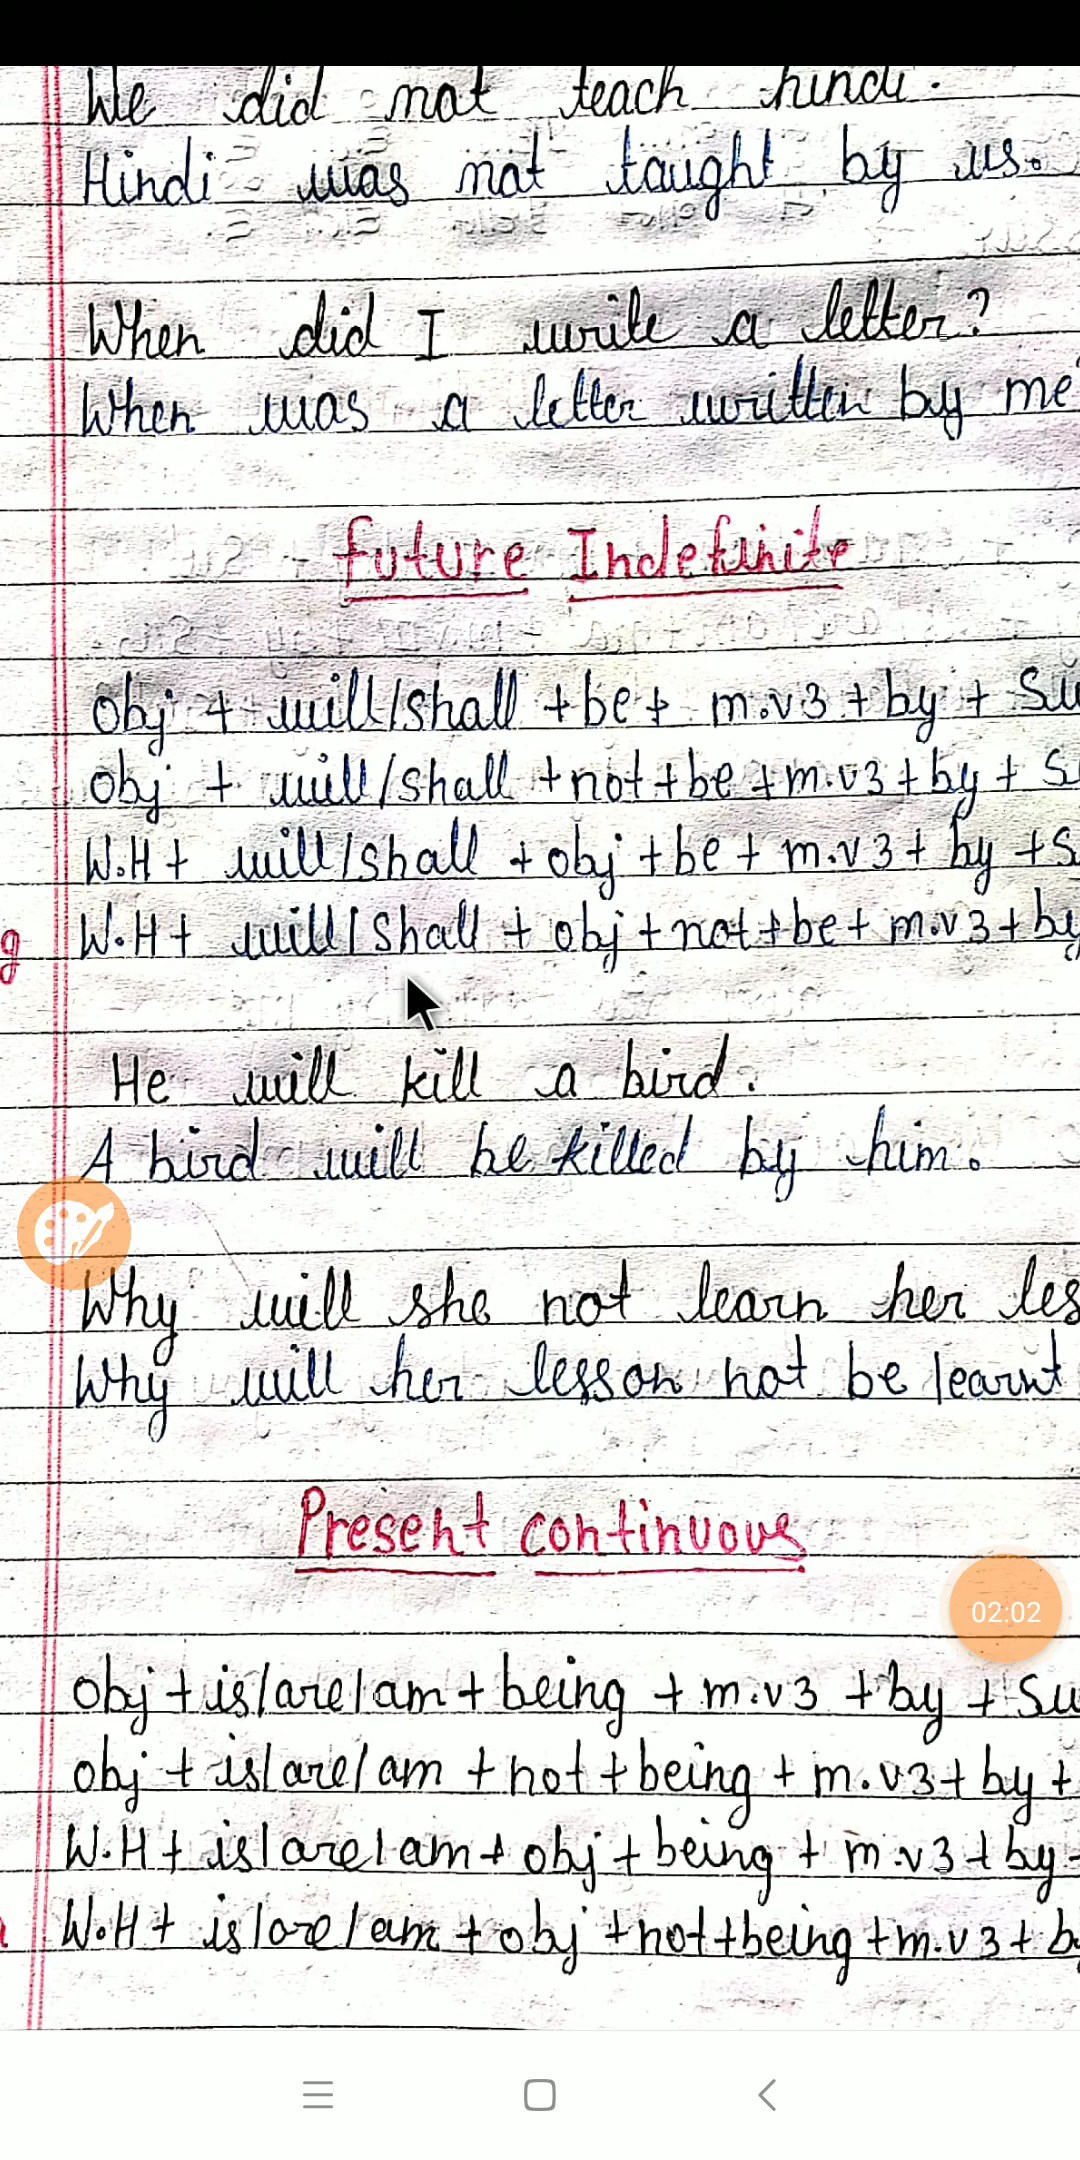 We did not teach hindi.
Hindi was not taught by us.
When did I write a letter?
When was a letter written by me
Future Indefinite
obj + will/shall + be + m.v3 + by + Su
obj + will/shall + not + be + m.v3 + by + S
W.H + will/shall + obj + be + m.v3 + by + S
g W.H + will/shall + obj + not + be + m.v3 + by
He will kill a bird.
A bird will be killed by him.
Why will she not learn her les
Why will her lesson not be learnt
Present continuous
02:02
obj + is/are/am + being + m.v3 + by + Su
obj + is/are/am + not + being + m.v3 + by +
W.H + is/are/am + obj + being + m.v3 + by -
W.H + is/are/am + obj + not + being + m.v3 + b